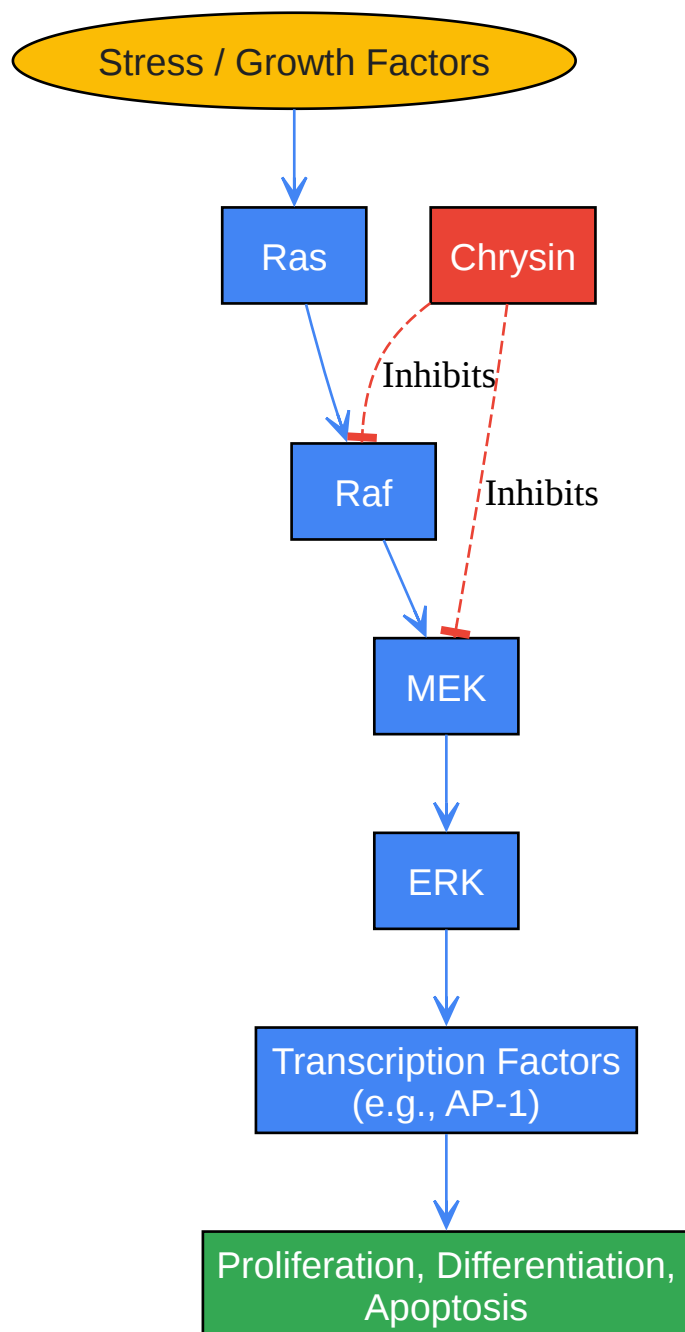 Stress / Growth Factors
Ras
Chrysin
Inhibits
Raf
Inhibits
MEK
ERK
Transcription Factors
(e.g., AP-1)
Proliferation, Differentiation,
Apoptosis